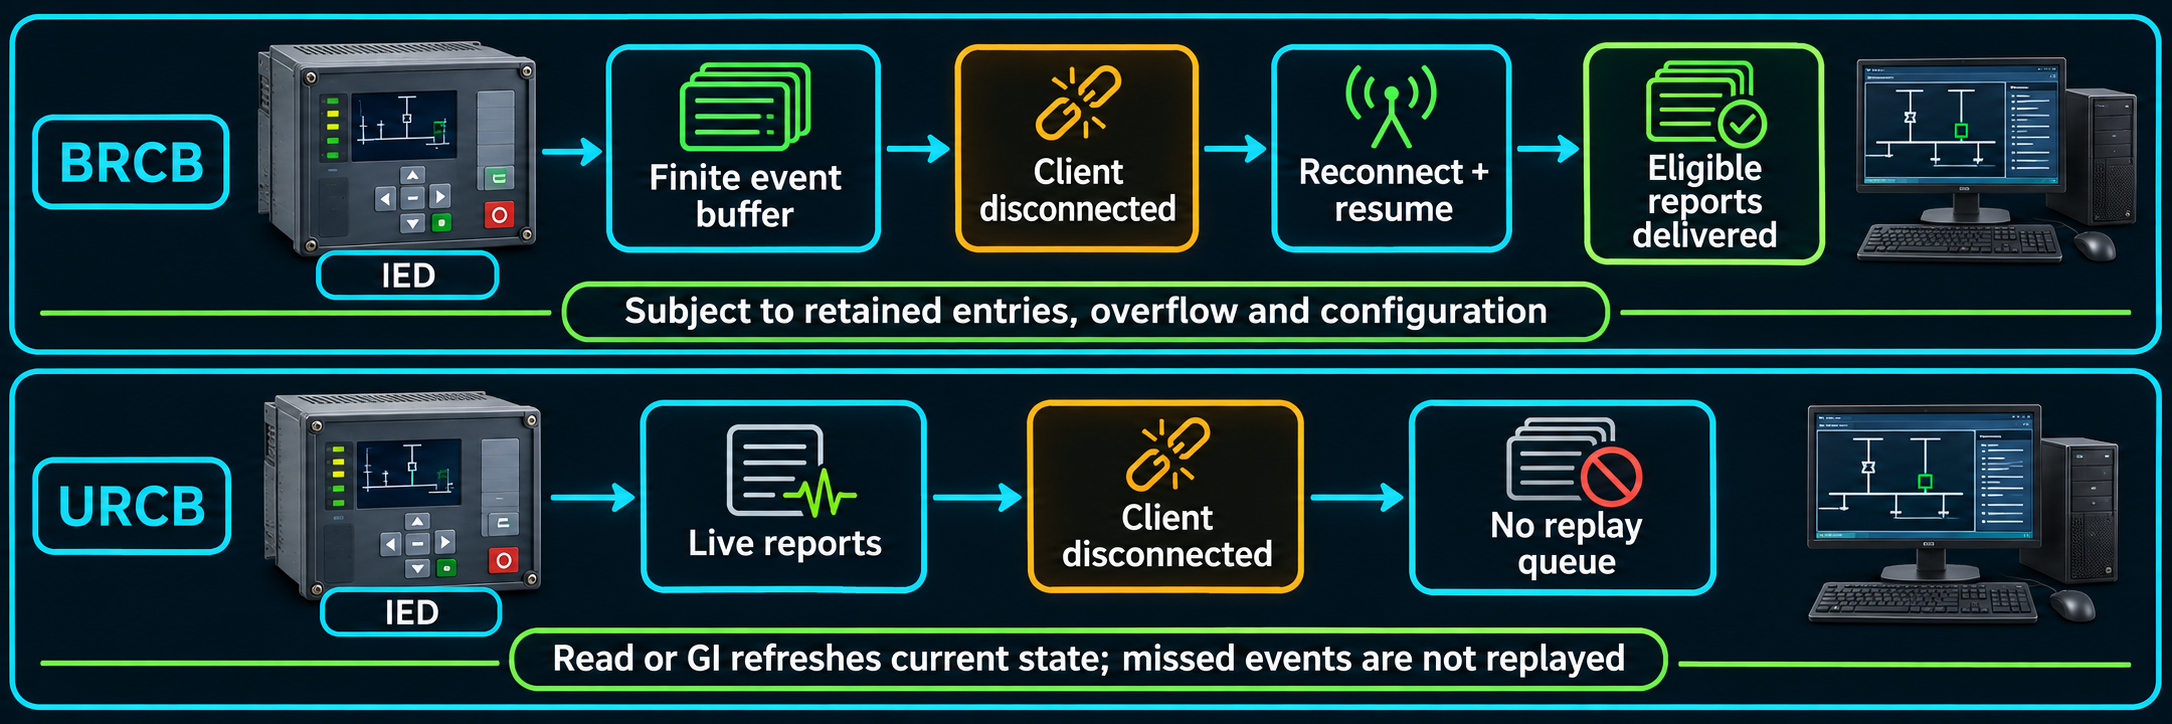 BRCB
IED
Finite event
buffer
Client
disconnected
Reconnect +
resume
Eligible
reports
delivered
Subject to retained entries, overflow and configuration
URCB
IED
Live reports
Client
disconnected
No replay
queue
Read or GI refreshes current state; missed events are not replayed